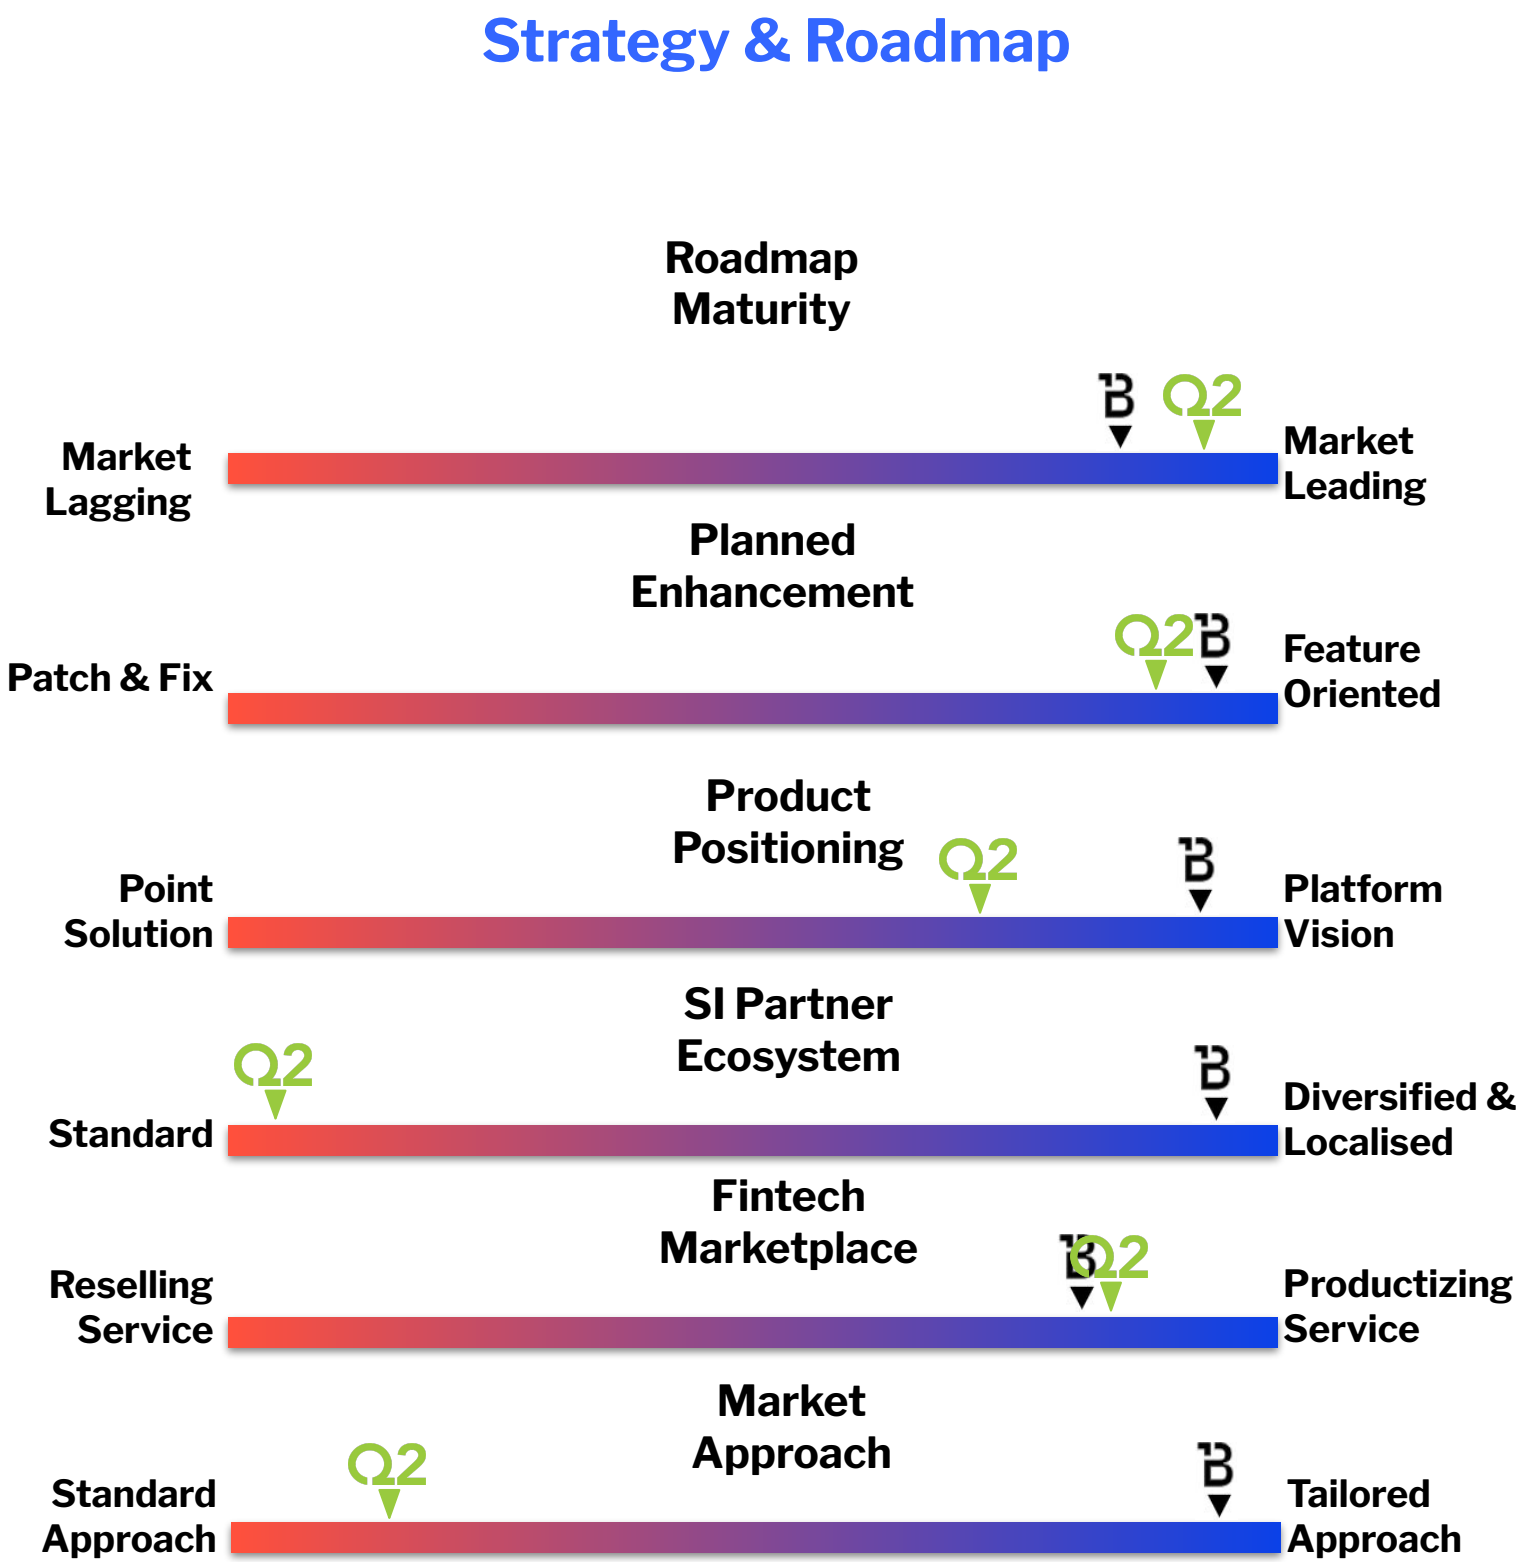 Strategy & Roadmap
Roadmap
Maturity
B Q2
Market
Lagging
Market
Leading
Planned
Enhancement
Q2 B
Patch & Fix
Feature
Oriented
Product
Positioning
Q2 B
Point
Solution
Platform
Vision
SI Partner
Ecosystem
Q2 B
Standard
Diversified &
Localised
Fintech
Marketplace
B Q2
Reselling
Service
Productizing
Service
Market
Approach
Q2 B
Standard
Approach
Tailored
Approach